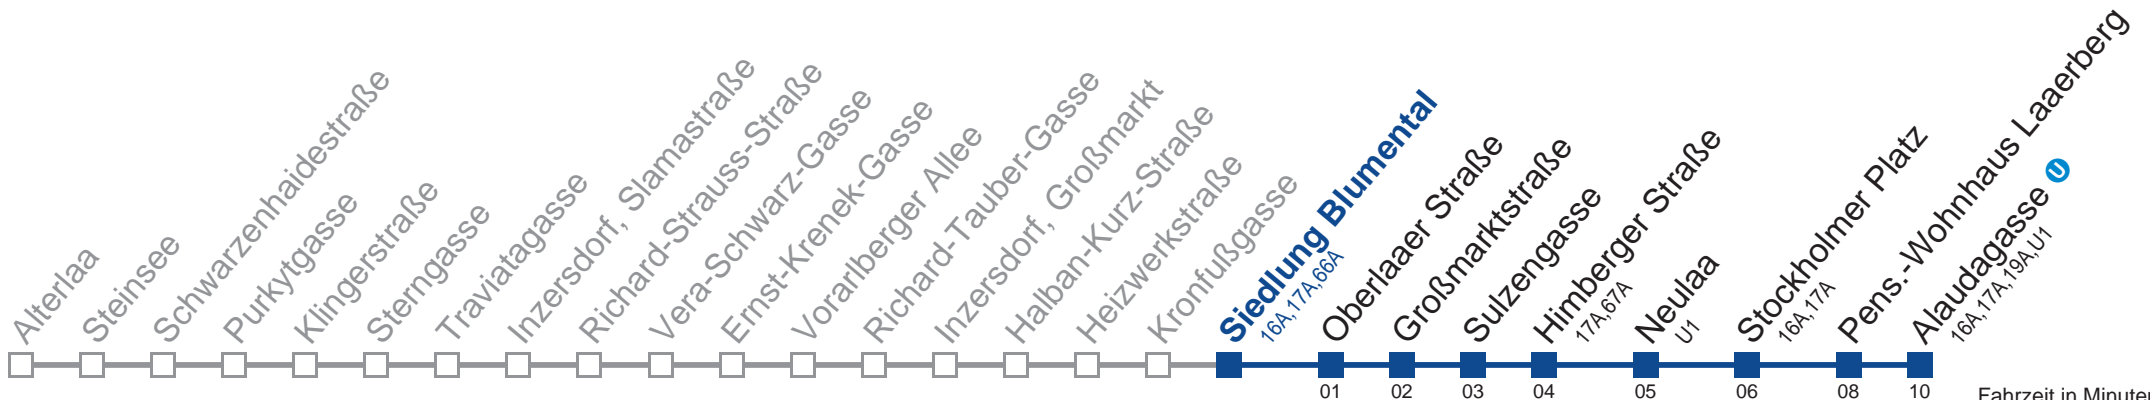 Alterlaa
Steinsee
Schwarzenhaidestraße
Purkytgasse
Klingerstraße
Sterngasse
Traviatagasse
Inzersdorf, Slamastraße
Richard-Strauss-Straße
Vera-Schwarz-Gasse
Ernst-Krenek-Gasse
Vorarlberger Allee
Richard-Tauber-Gasse
Inzersdorf, Großmarkt
Halban-Kurz-Straße
Heizwerkstraße
Kronfußgasse
Siedlung Blumental
16A,17A,66A
Oberlaaer Straße
Großmarktstraße
Sulzengasse
Himberger Straße
17A,67A
Neulaa
U1
Stockholmer Platz
16A,17A
Pens.-Wohnhaus Laaerberg
Alaudagasse U
16A,17A,19A,U1
01 02 03 04 05 06 08 10
Fahrzeit in Minuten